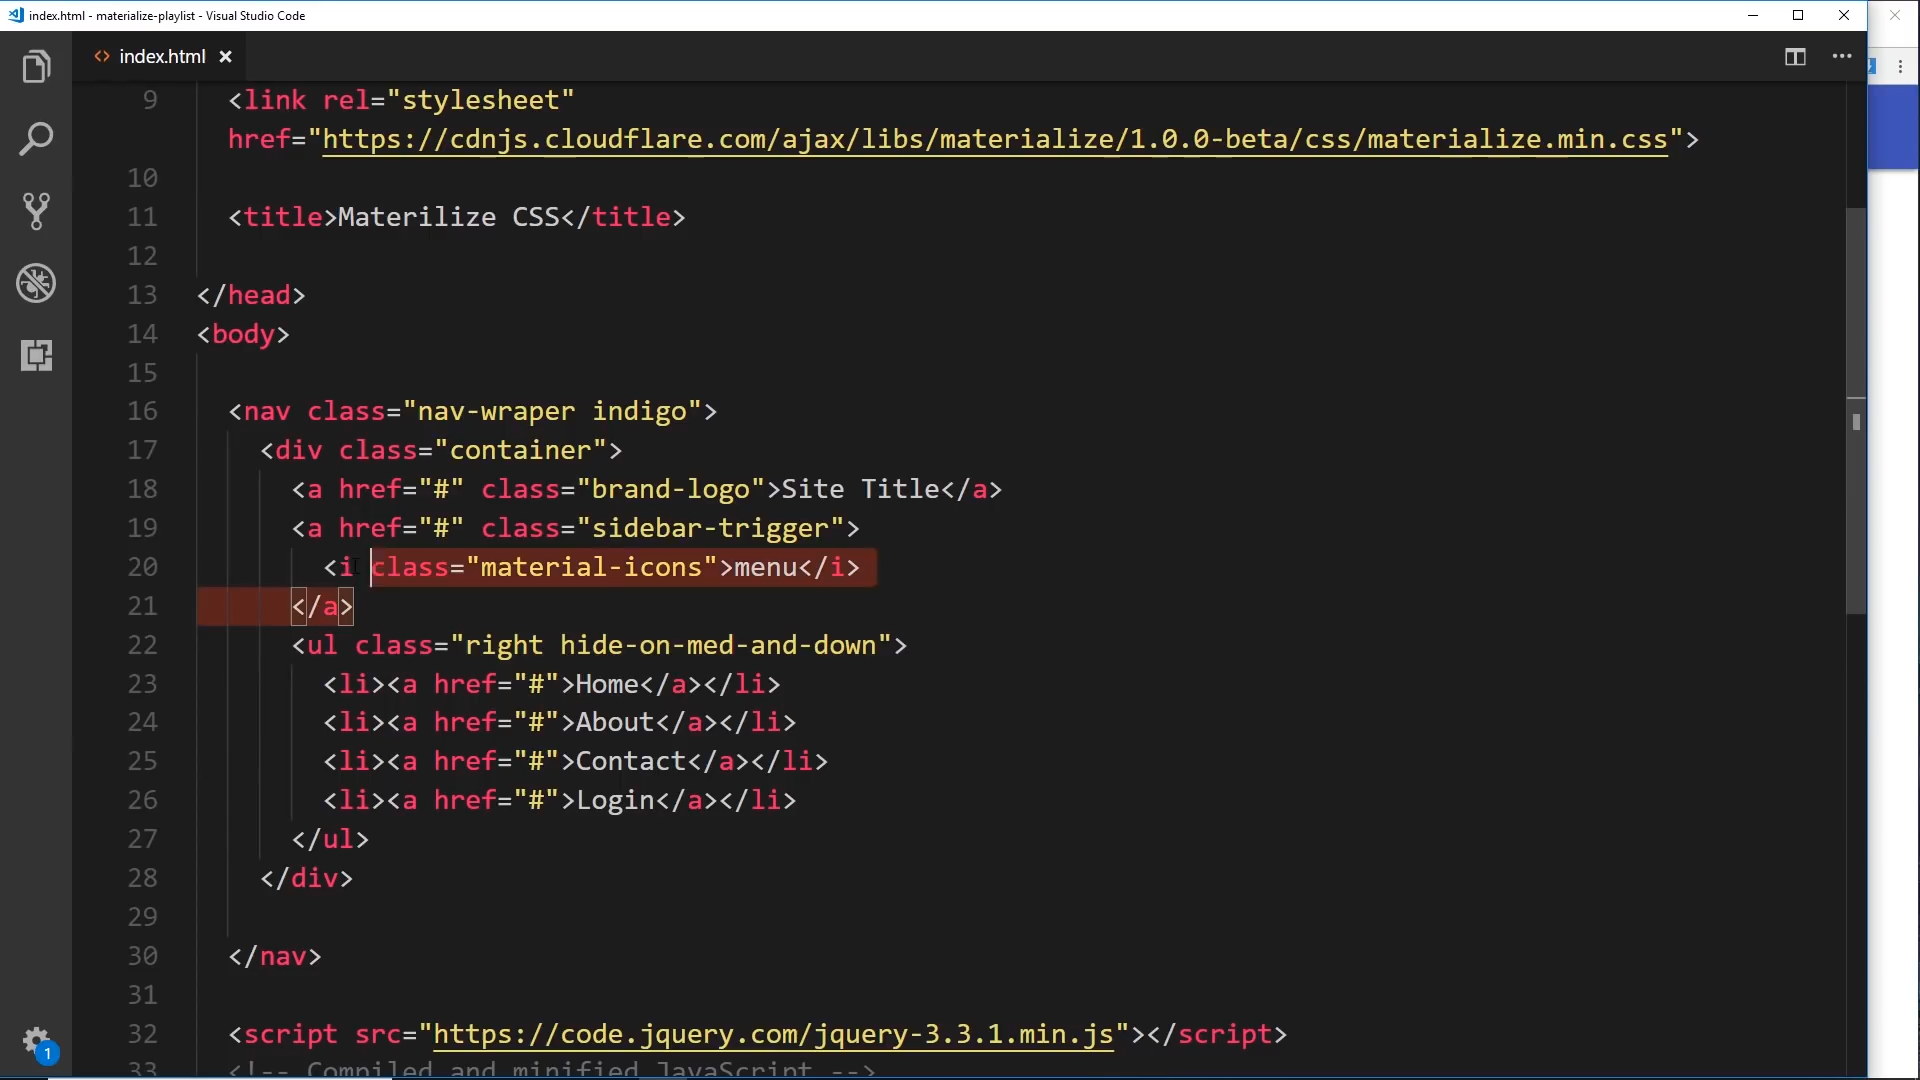 index.html - materialize-playlist - Visual Studio Code
<> index.html ×
9 <link rel="stylesheet"
href="https://cdnjs.cloudflare.com/ajax/libs/materialize/1.0.0-beta/css/materialize.min.css">
10
11 <title>Materilize CSS</title>
12
13 </head>
14 <body>
15
16 <nav class="nav-wraper indigo">
17 <div class="container">
18 <a href="#" class="brand-logo">Site Title</a>
19 <a href="#" class="sidebar-trigger">
20 <i class="material-icons">menu</i>
21 </a>
22 <ul class="right hide-on-med-and-down">
23 <li><a href="#">Home</a></li>
24 <li><a href="#">About</a></li>
25 <li><a href="#">Contact</a></li>
26 <li><a href="#">Login</a></li>
27 </ul>
28 </div>
29
30 </nav>
31
32 <script src="https://code.jquery.com/jquery-3.3.1.min.js"></script>
33 <!-- Compiled and minified JavaScript -->
1